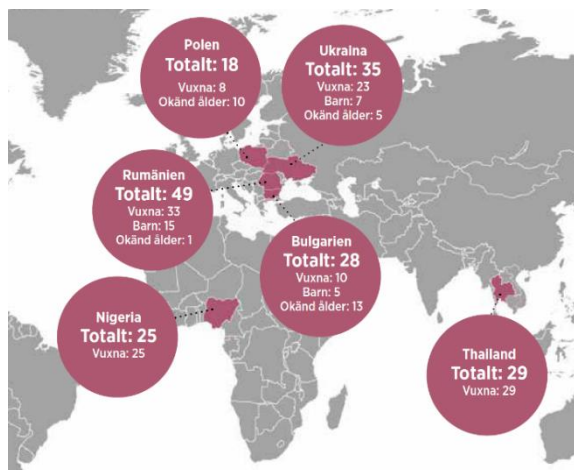 Polen
Totalt: 18
Vuxna: 8
Okänd ålder: 10
Ukraina
Totalt: 35
Vuxna: 23
Barn: 7
Okänd ålder: 5
Rumänien
Totalt: 49
Vuxna: 33
Barn: 15
Okänd ålder: 1
Bulgarien
Totalt: 28
Vuxna: 10
Barn: 5
Okänd ålder: 13
Nigeria
Totalt: 25
Vuxna: 25
Thailand
Totalt: 29
Vuxna: 29